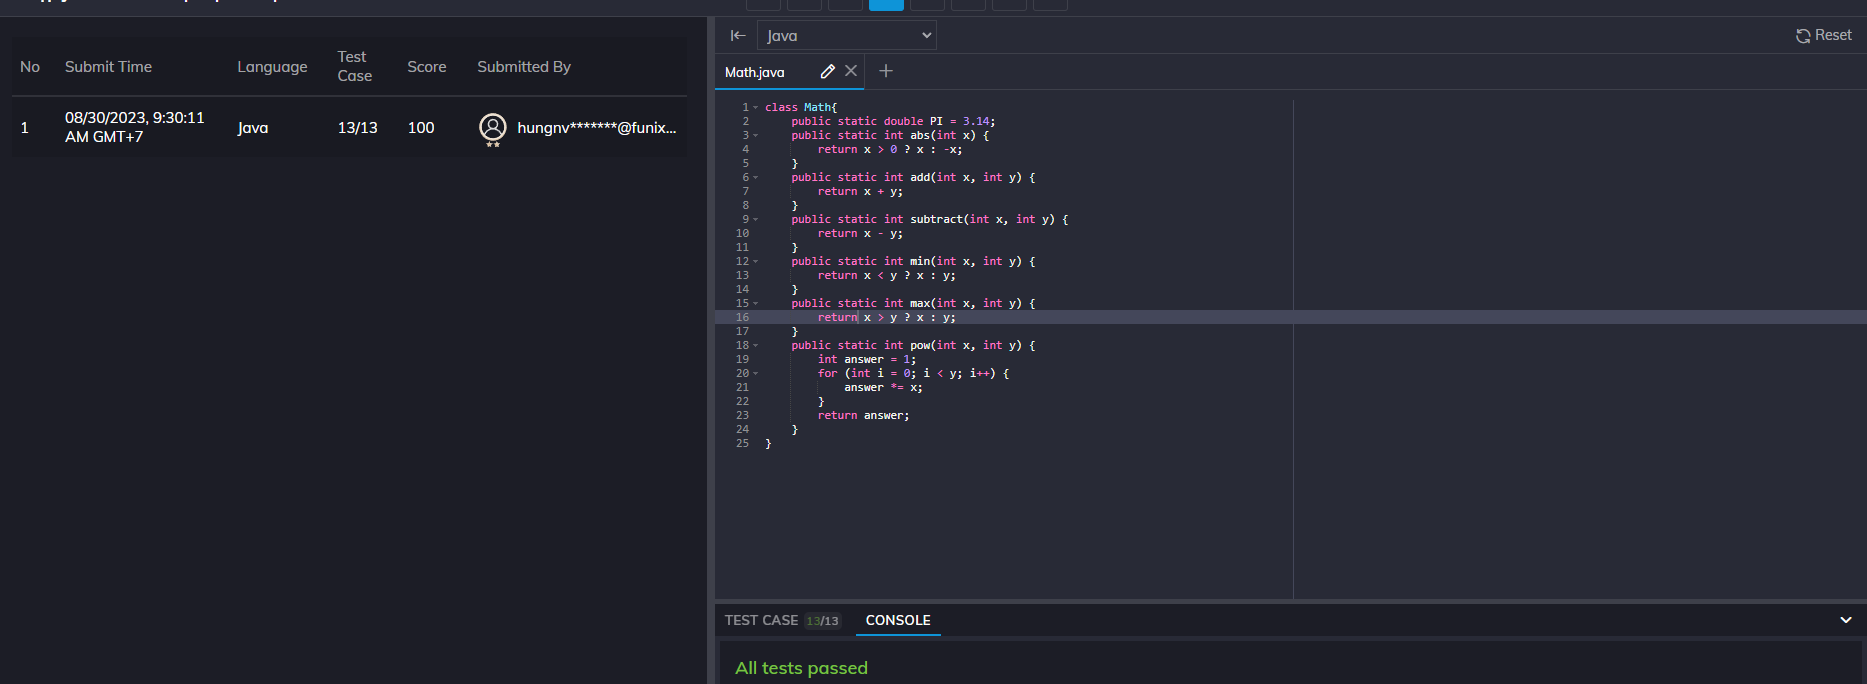 No Submit Time Language Test Case Score Submitted By
1 08/30/2023, 9:30:11 AM GMT+7 Java 13/13 100 hungnv*******@funix...
Java
Reset
Math.java
1 class Math{
2 public static double PI = 3.14;
3 public static int abs(int x) {
4 return x > 0 ? x : -x;
5 }
6 public static int add(int x, int y) {
7 return x + y;
8 }
9 public static int subtract(int x, int y) {
10 return x - y;
11 }
12 public static int min(int x, int y) {
13 return x < y ? x : y;
14 }
15 public static int max(int x, int y) {
16 return x > y ? x : y;
17 }
18 public static int pow(int x, int y) {
19 int answer = 1;
20 for (int i = 0; i < y; i++) {
21 answer *= x;
22 }
23 return answer;
24 }
25 }
TEST CASE 13/13 CONSOLE
All tests passed